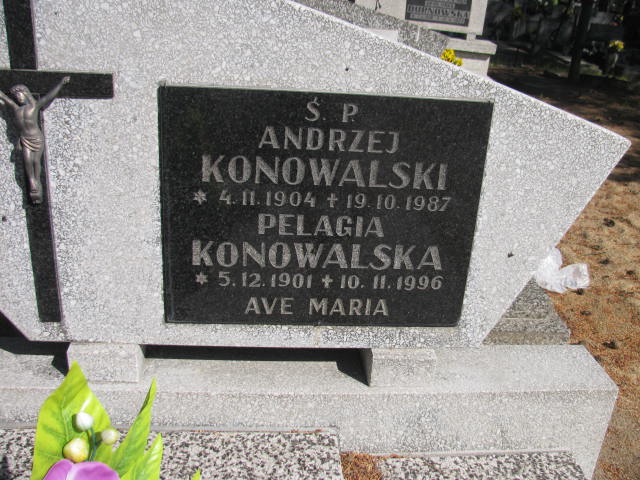 Ś. P.
ANDRZEJ
KONOWALSKI
* 4.11.1904 + 19.10.1987
PELAGIA
KONOWALSKA
* 5.12.1901 + 10.11.1996
AVE MARIA